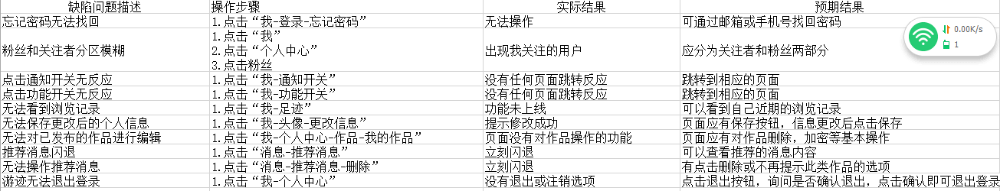 缺陷问题描述 操作步骤 实际结果 预期结果
忘记密码无法找回 1.点击“我-登录-忘记密码” 无法操作 可通过邮箱或手机号找回密码
1.点击“我”
粉丝和关注者分区模糊 2.点击“个人中心” 出现我关注的用户 应分为关注者和粉丝两部分
3.点击粉丝
点击通知开关无反应 1.点击“我-通知开关” 没有任何页面跳转反应 跳转到相应的页面
点击功能开关无反应 1.点击“我-功能开关” 没有任何页面跳转反应 跳转到相应的页面
无法看到浏览记录 1.点击“我-足迹” 功能未上线 可以看到自己近期的浏览记录
无法保存更改后的个人信息 1.点击“我-头像-更改信息” 提示修改成功 页面应有保存按钮，信息更改后点击保存
无法对已发布的作品进行编辑 1.点击“我-个人中心-作品-我的作品” 页面没有对作品操作的功能 页面应有对作品删除，加密等基本操作
推荐消息闪退 1.点击“消息-推荐消息” 立刻闪退 可以查看推荐的消息内容
无法操作推荐消息 1.点击“消息-推荐消息-删除” 立刻闪退 有点击删除或不再提示此类作品的选项
游迹无法退出登录 1.点击“我-个人中心” 没有退出或注销选项 点击退出按钮，询问是否确认退出，点击确认即可退出登录
0.00K/s
1